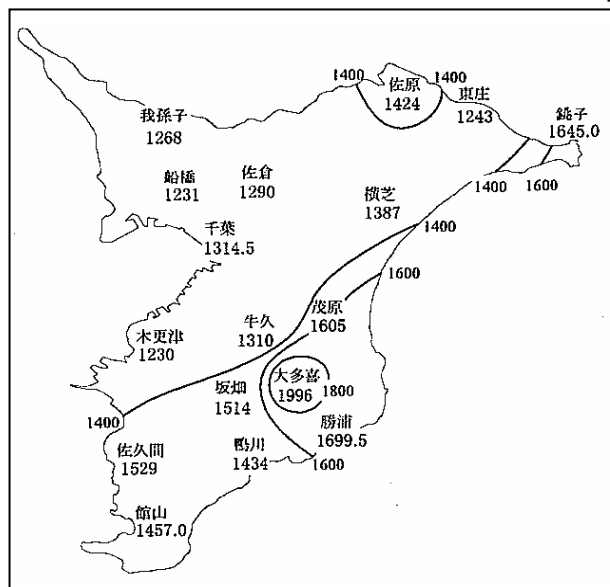 1400
佐原
1424
1400
東庄
1243
銚子
1645.0
我孫子
1268
船橋
1231
佐倉
1290
横芝
1387
1400
1600
千葉
1314.5
1400
1600
茂原
1605
牛久
1310
木更津
1230
大多喜
1996
1800
坂畑
1514
勝浦
1699.5
1400
佐久間
1529
鴨川
1434
1600
館山
1457.0